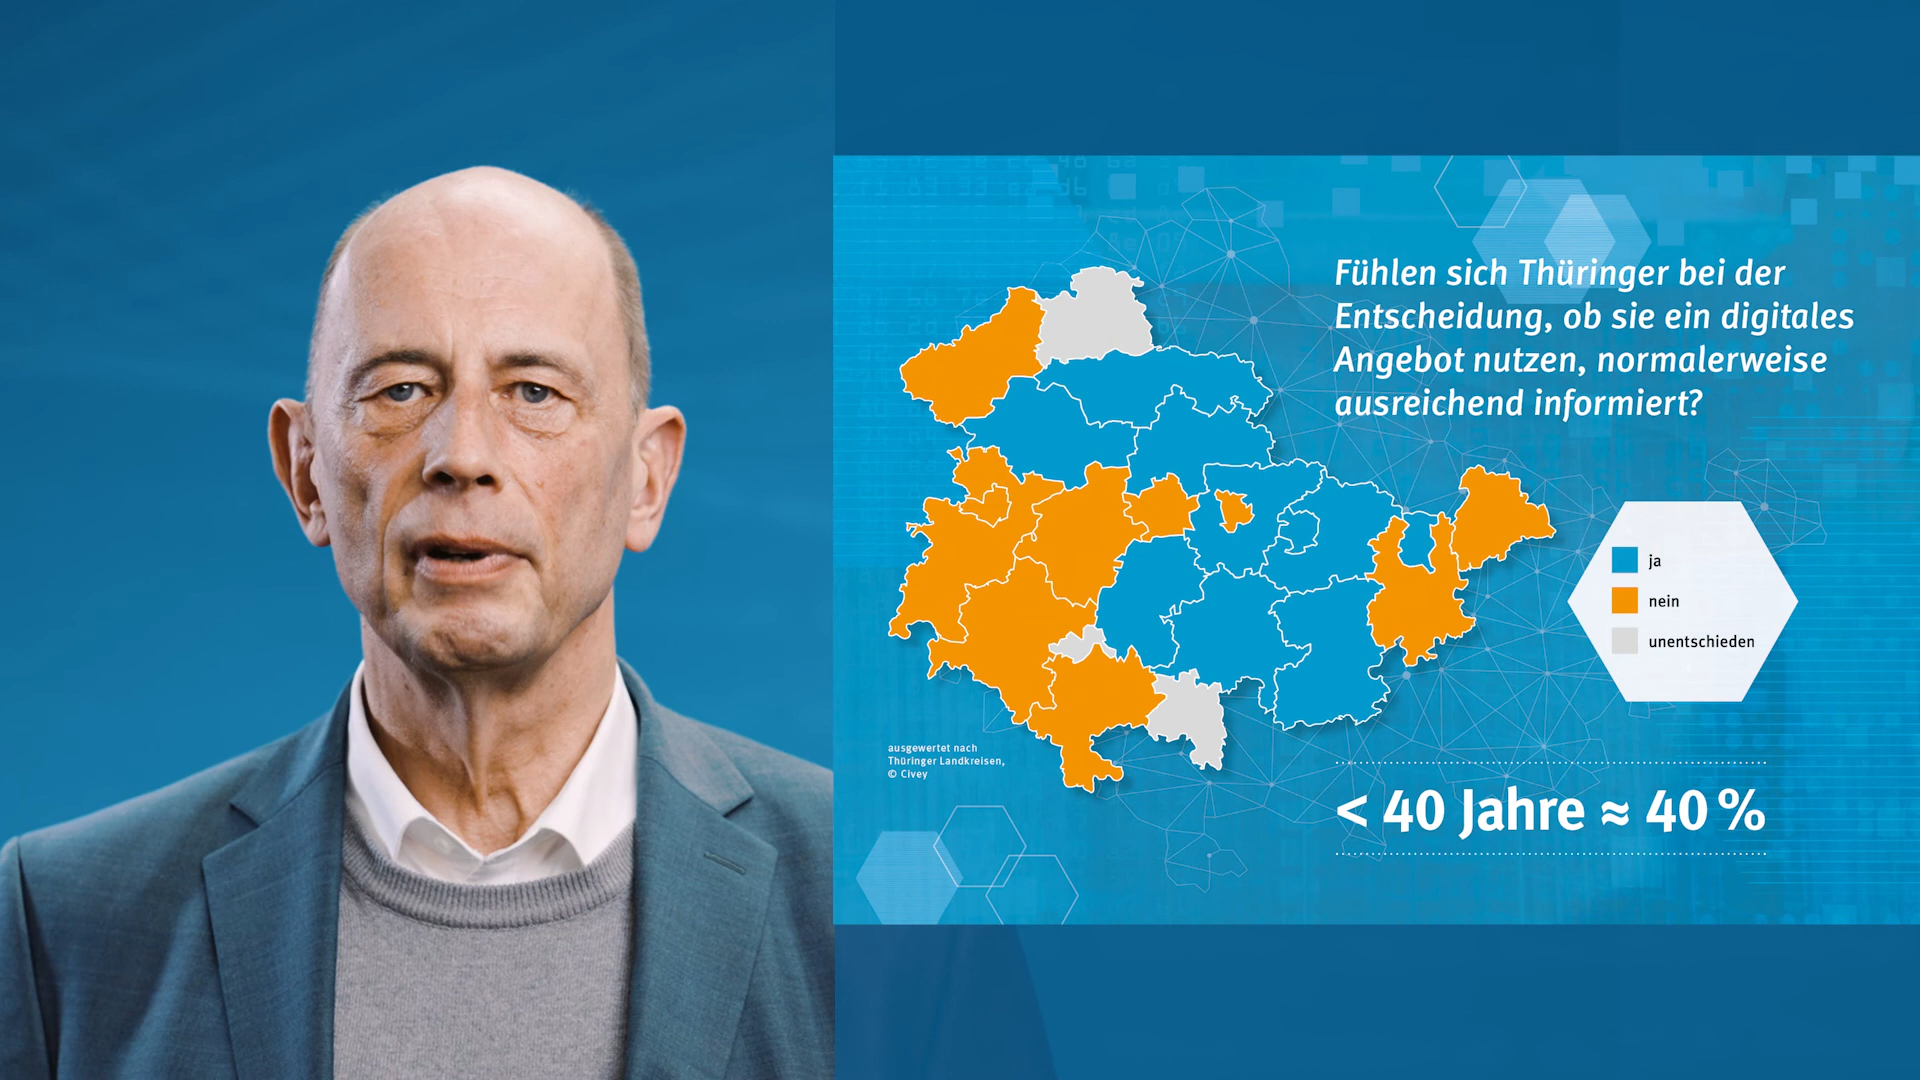 Fühlen sich Thüringer bei der
Entscheidung, ob sie ein digitales
Angebot nutzen, normalerweise
ausreichend informiert?
ja
nein
unentschieden
ausgewertet nach
Thüringer Landkreisen,
© Civey
< 40 Jahre ≈ 40 %